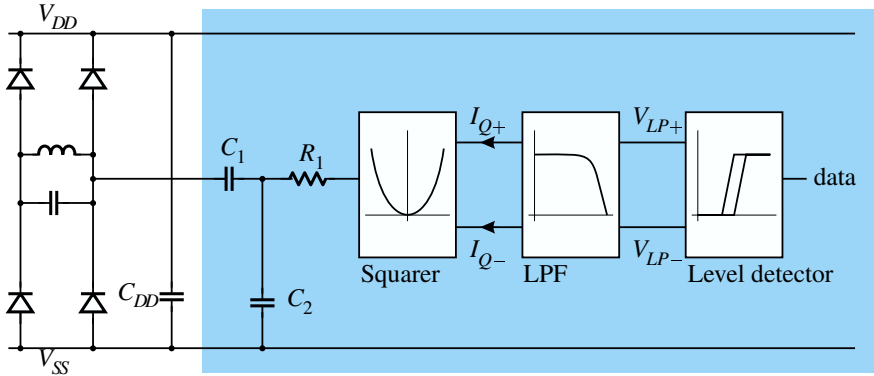 V_DD
C_1
R_1
I_Q+
V_LP+
data
I_Q−
V_LP−
Squarer
LPF
Level detector
C_DD
C_2
V_SS